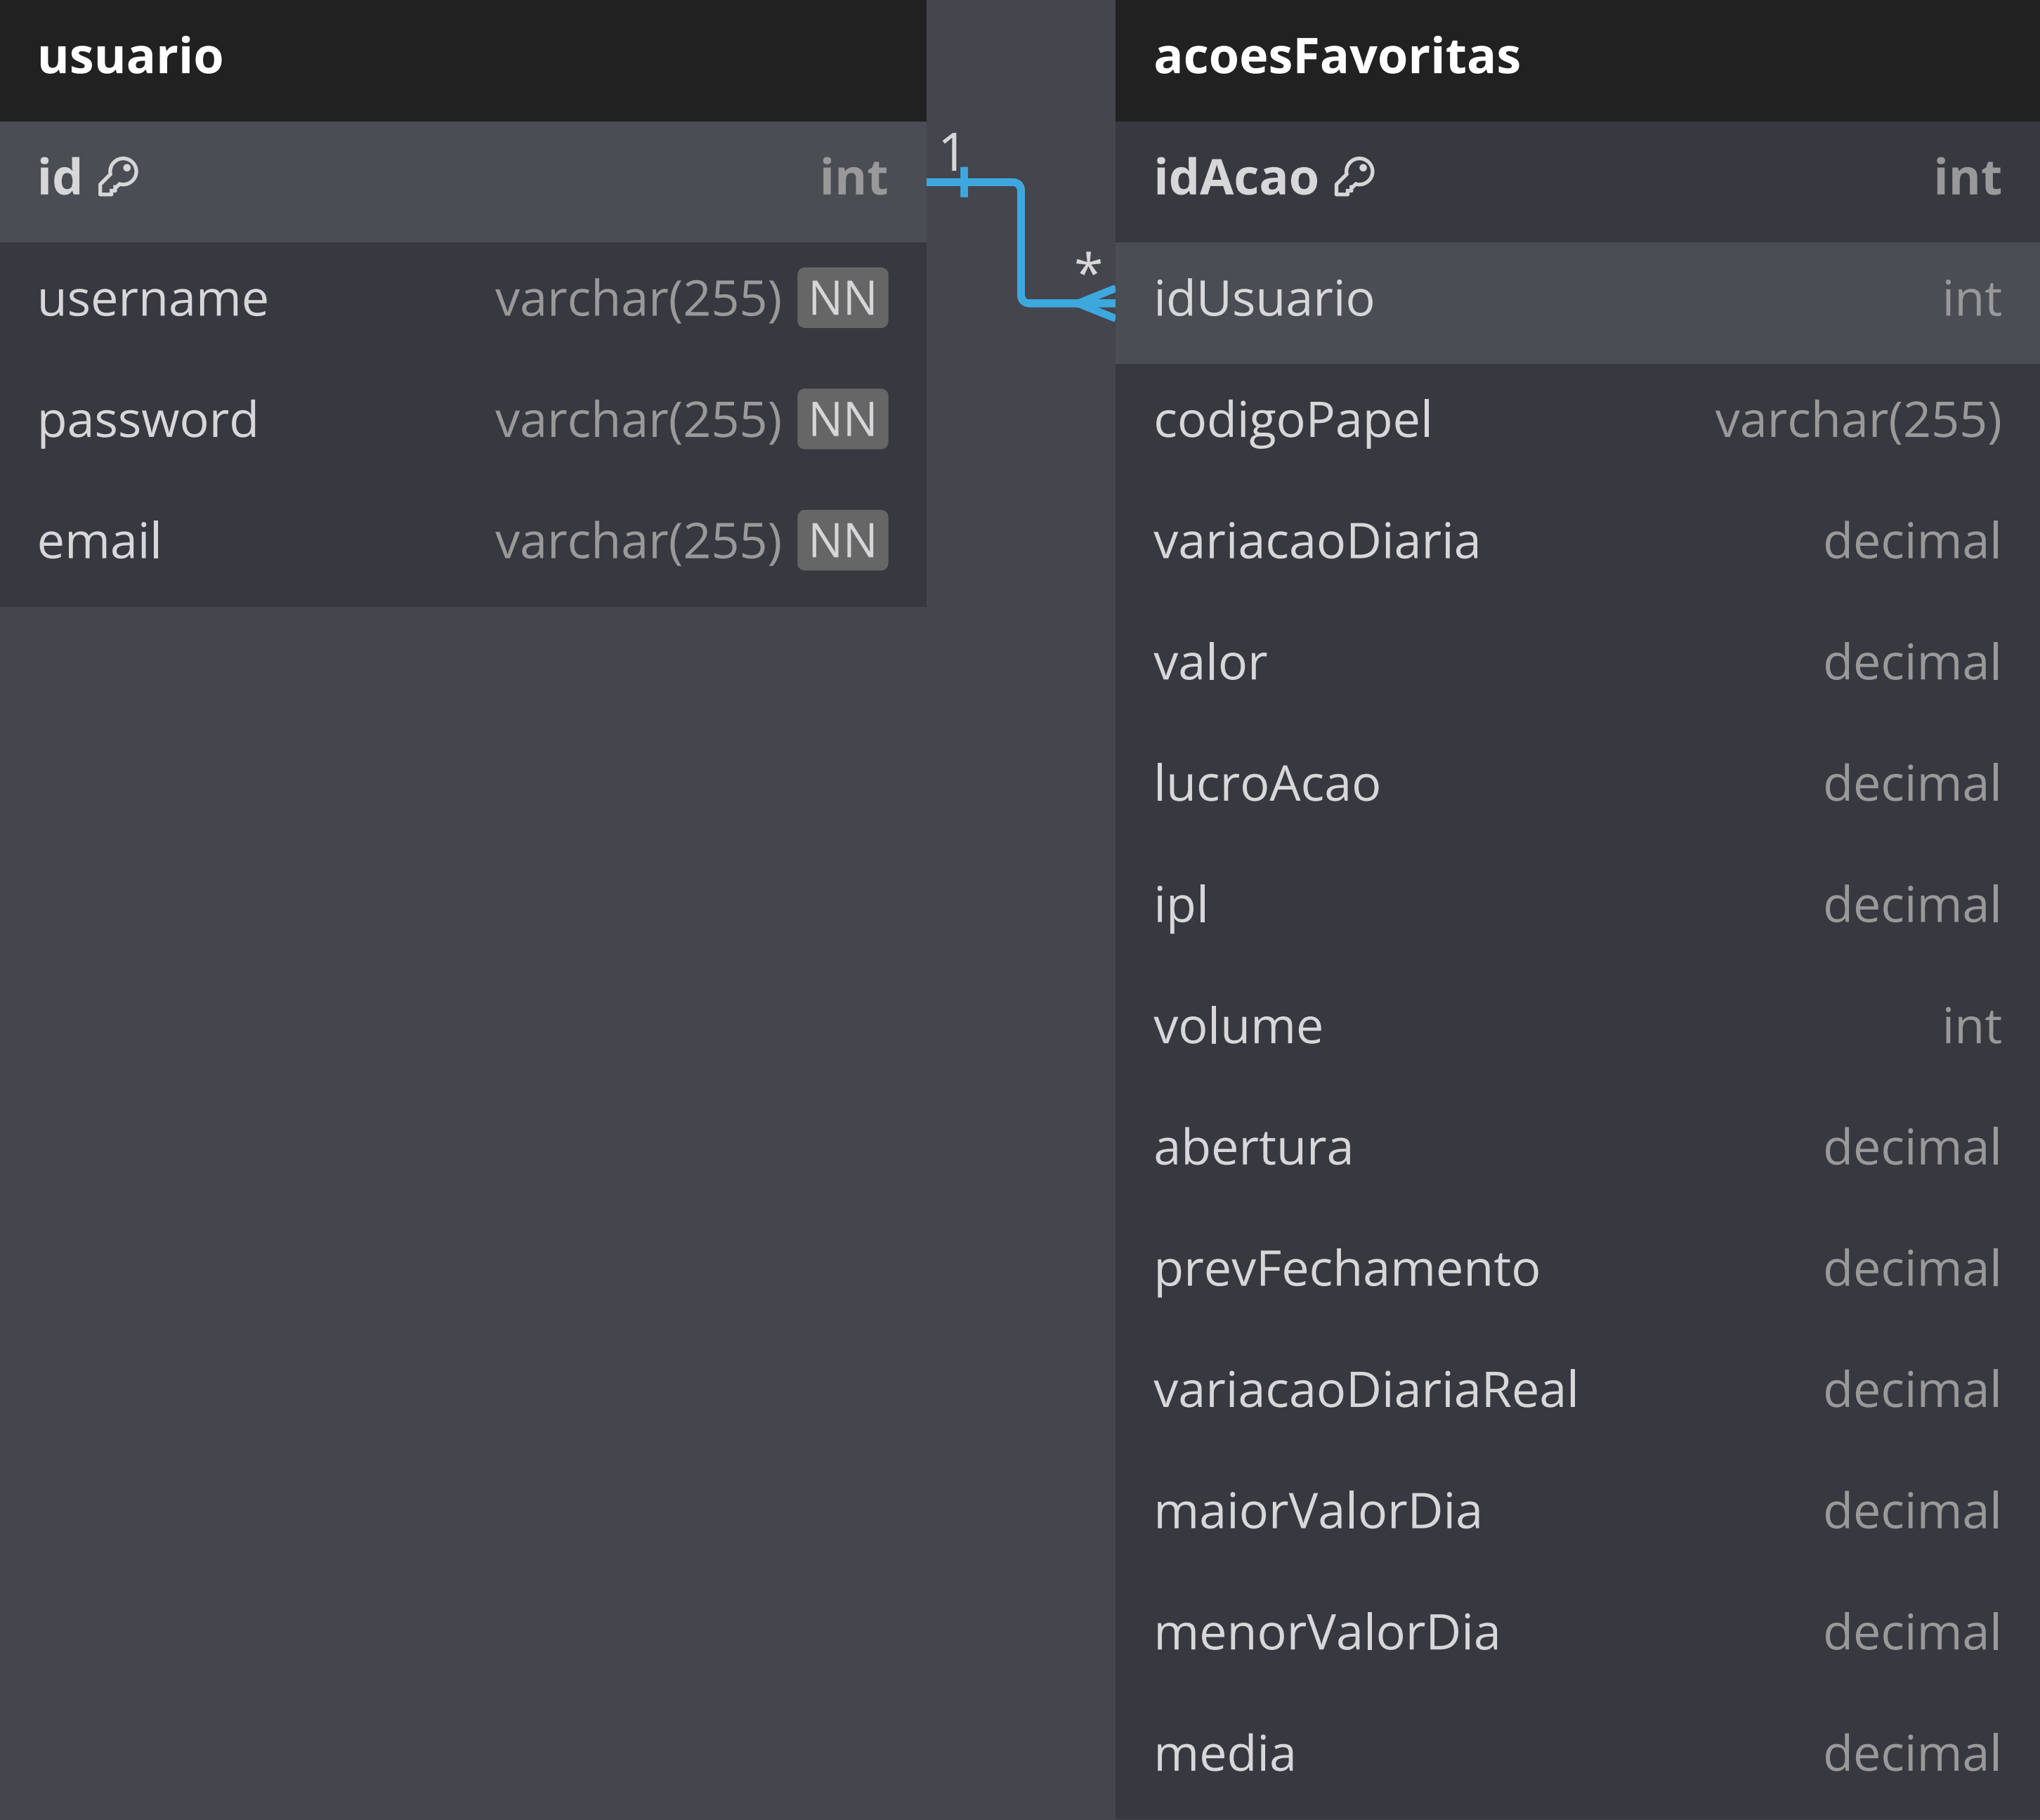 usuario
id int
username varchar(255) NN
password varchar(255) NN
email varchar(255) NN
1
*
acoesFavoritas
idAcao int
idUsuario int
codigoPapel varchar(255)
variacaoDiaria decimal
valor decimal
lucroAcao decimal
ipl decimal
volume int
abertura decimal
prevFechamento decimal
variacaoDiariaReal decimal
maiorValorDia decimal
menorValorDia decimal
media decimal